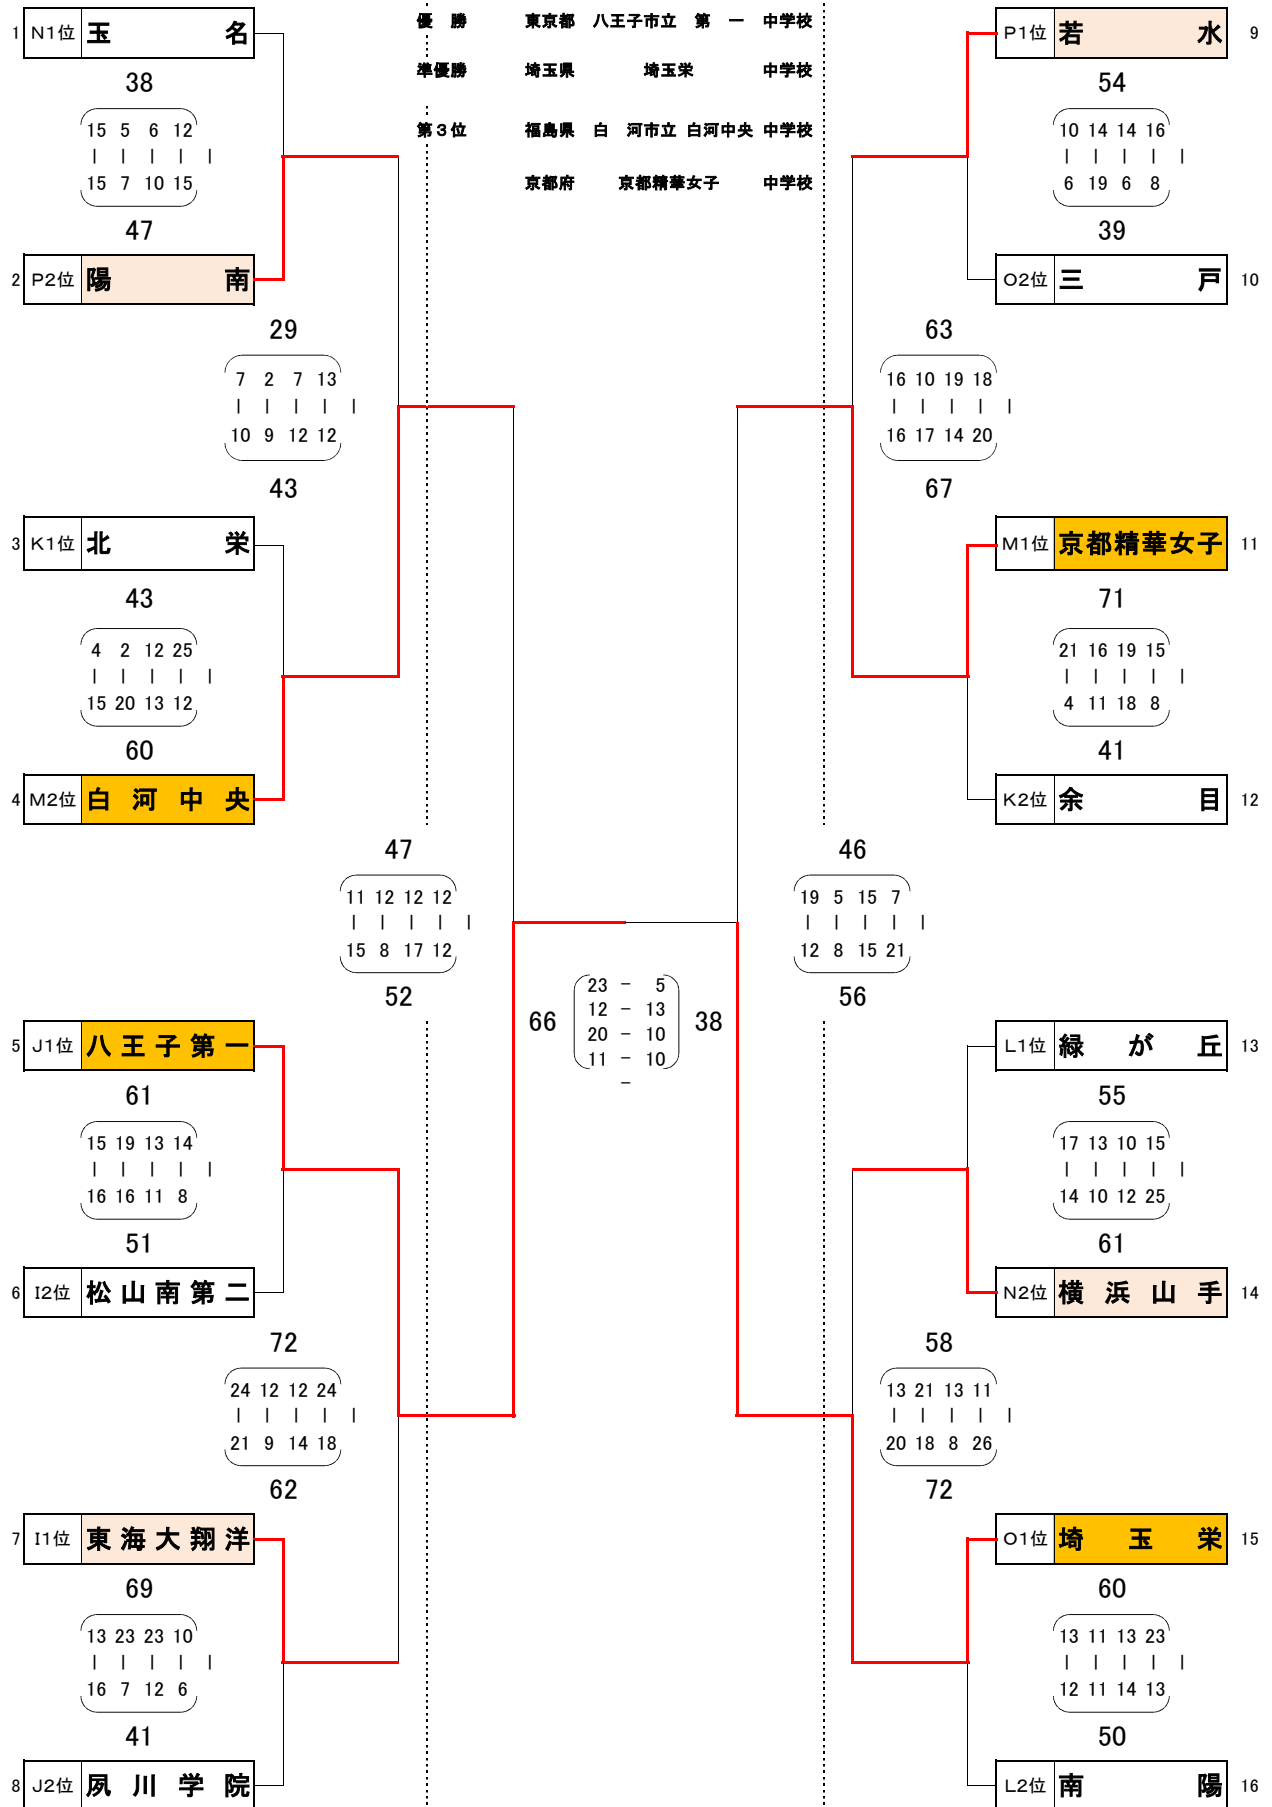 優 勝 東京都 八王子市立 第 一 中学校
準優勝 埼玉県 埼玉栄 中学校
第３位 福島県 白 河市立 白河中央 中学校
京都府 京都精華女子 中学校
1 N1位 玉 名
38
15 5 6 12
| | | | |
15 7 10 15
47
2 P2位 陽 南
29
7 2 7 13
| | | | |
10 9 12 12
43
3 K1位 北 栄
43
4 2 12 25
| | | | |
15 20 13 12
60
4 M2位 白 河 中 央
47
11 12 12 12
| | | | |
15 8 17 12
52
5 J1位 八 王 子 第 一
61
15 19 13 14
| | | | |
16 16 11 8
51
6 I2位 松 山 南 第 二
72
24 12 12 24
| | | | |
21 9 14 18
62
7 I1位 東 海 大 翔 洋
69
13 23 23 10
| | | | |
16 7 12 6
41
8 J2位 夙 川 学 院
66 38
23 － 5
12 － 13
20 － 10
11 － 10
－
P1位 若 水 9
54
10 14 14 16
| | | | |
6 19 6 8
39
O2位 三 戸 10
63
16 10 19 18
| | | | |
16 17 14 20
67
M1位 京都精華女子 11
71
21 16 19 15
| | | | |
4 11 18 8
41
K2位 余 目 12
46
19 5 15 7
| | | | |
12 8 15 21
56
L1位 緑 が 丘 13
55
17 13 10 15
| | | | |
14 10 12 25
61
N2位 横 浜 山 手 14
58
13 21 13 11
| | | | |
20 18 8 26
72
O1位 埼 玉 栄 15
60
13 11 13 23
| | | | |
12 11 14 13
50
L2位 南 陽 16